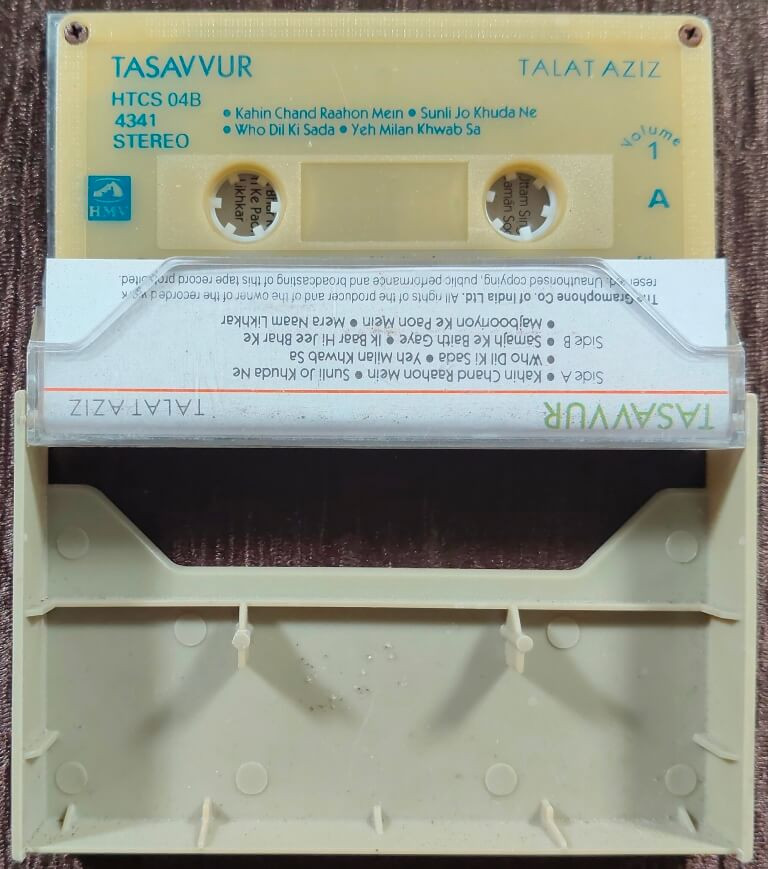 TASAVVUR
TALAT AZIZ
HTCS 04B
4341
STEREO
• Kahin Chand Raahon Mein • Sunli Jo Khuda Ne
• Who Dil Ki Sada • Yeh Milan Khwab Sa
Volume
1
A
HMV
Bhar
Ke
Likhkar
TASAVVUR
TALAT AZIZ
Side A • Kahin Chand Raahon Mein • Sunli Jo Khuda Ne
• Who Dil Ki Sada • Yeh Milan Khwab Sa
Side B • Samajh Ke Baith Gaye • Ik Baar Hi Jee Bhar Ke
• Majbooriyon Ke Paon Mein • Mera Naam Likhkar
The Gramophone Co. of India Ltd. All rights of the producer and of the owner of the recorded work
reserved. Unauthorised copying, public performance and broadcasting of this tape record prohibited.